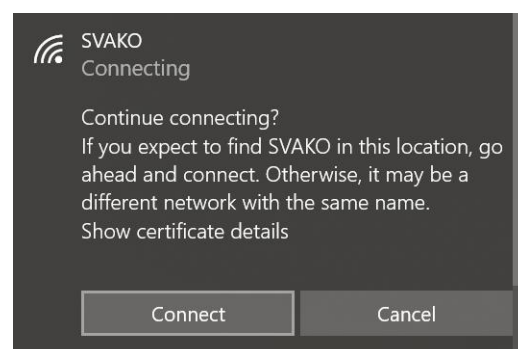 SVAKO
Connecting
Continue connecting?
If you expect to find SVAKO in this location, go
ahead and connect. Otherwise, it may be a
different network with the same name.
Show certificate details
Connect
Cancel